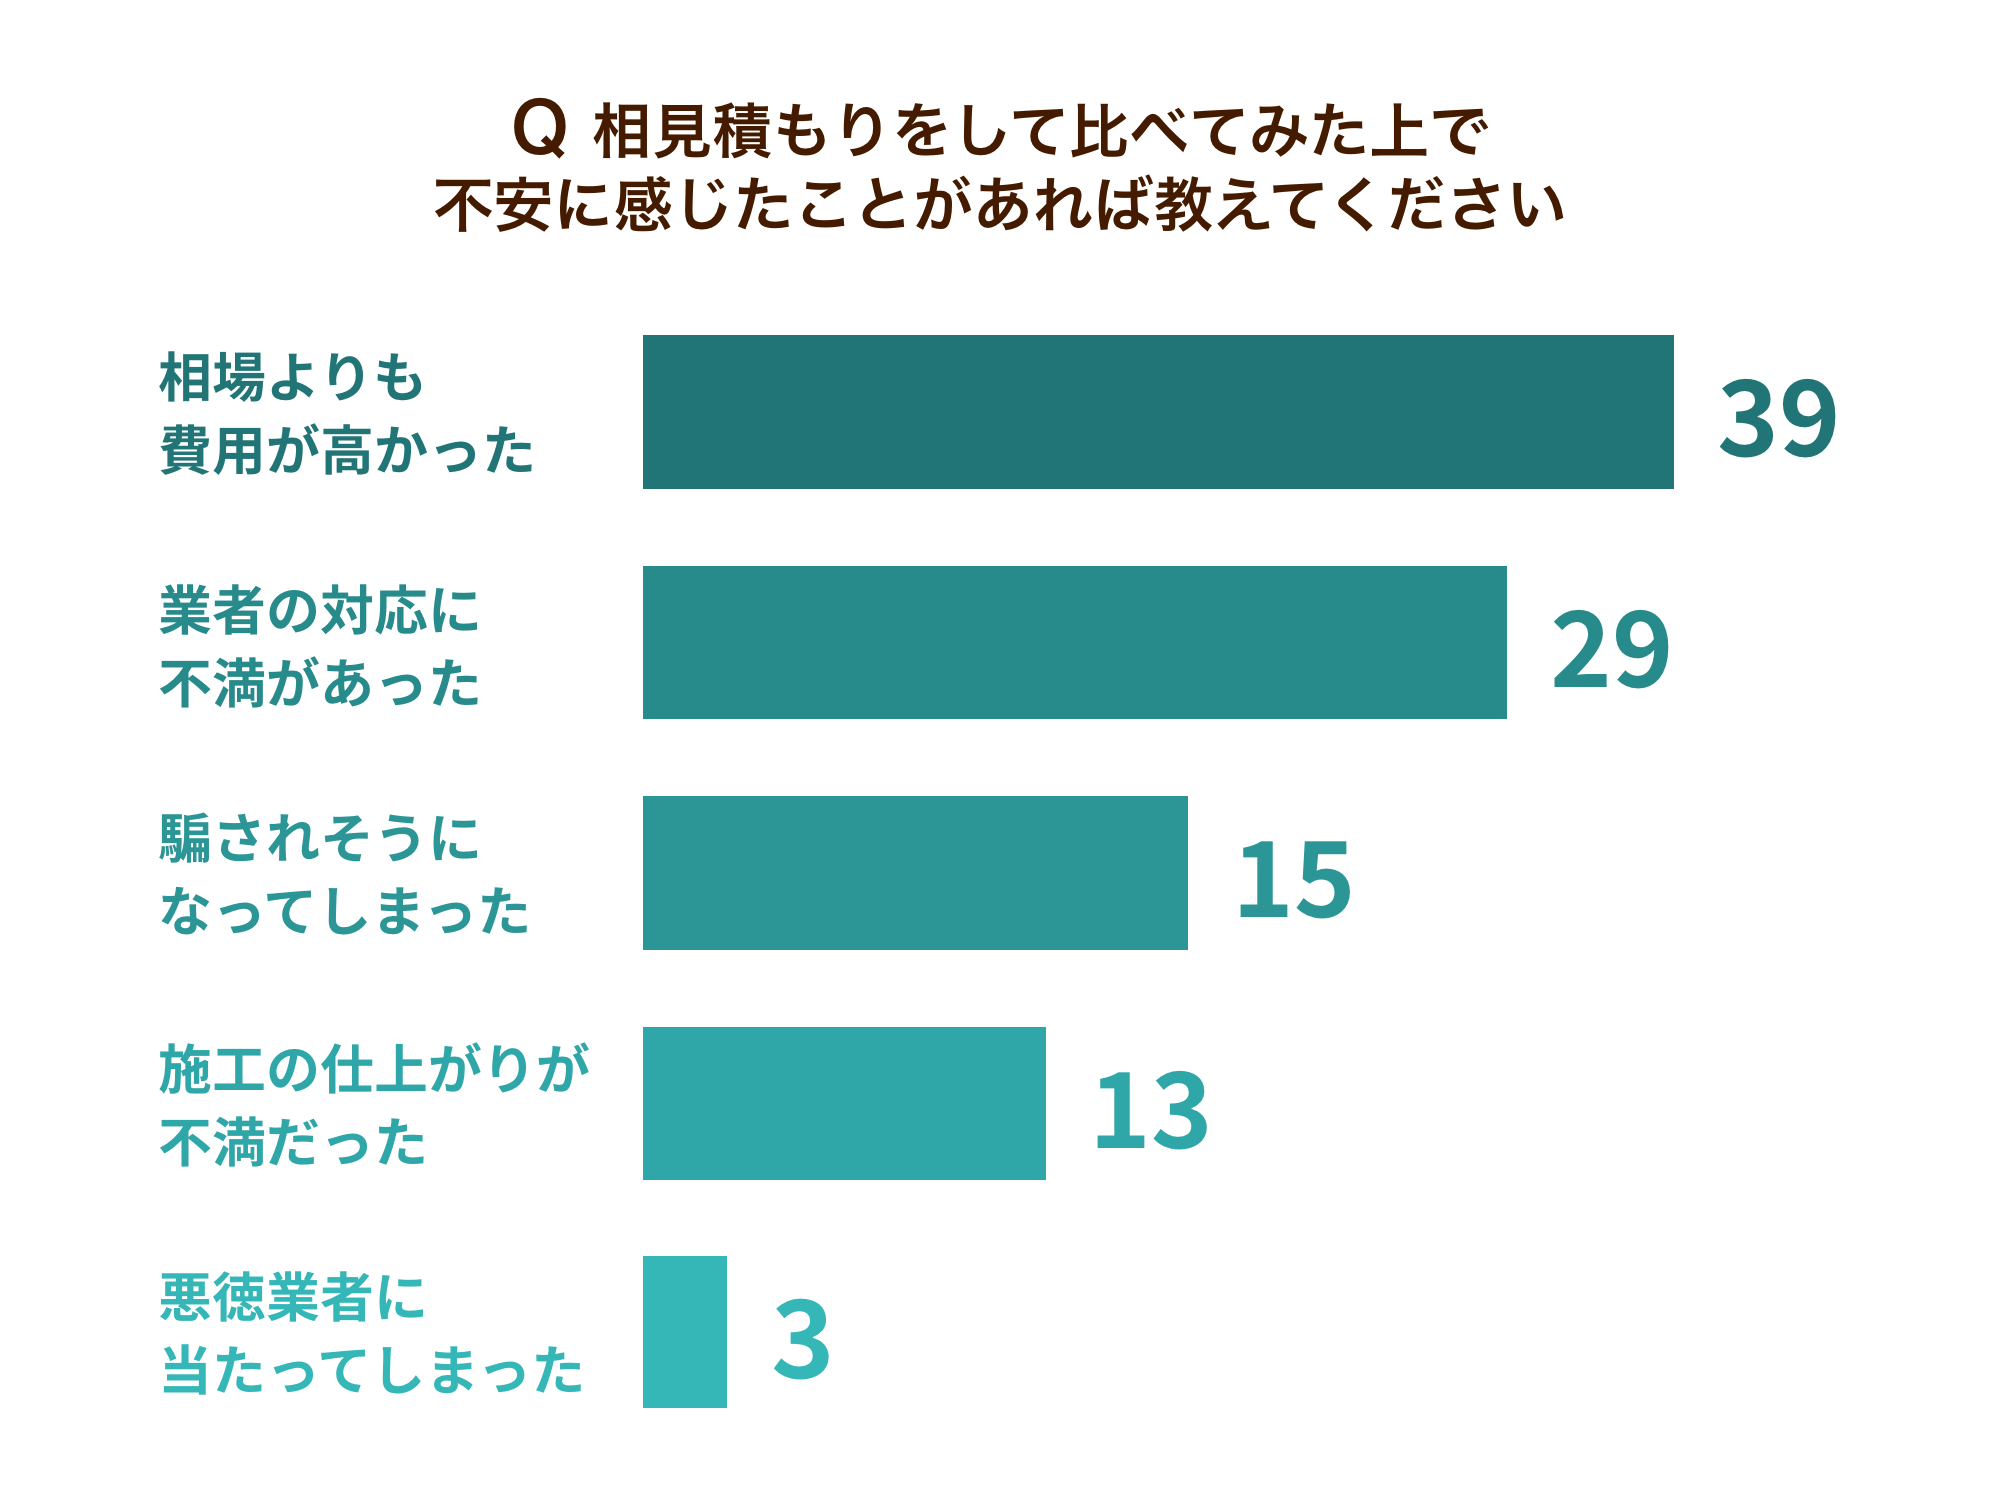 Q 相見積もりをして比べてみた上で
不安に感じたことがあれば教えてください
相場よりも
費用が高かった
39
業者の対応に
不満があった
29
騙されそうに
なってしまった
15
施工の仕上がりが
不満だった
13
悪徳業者に
当たってしまった
3